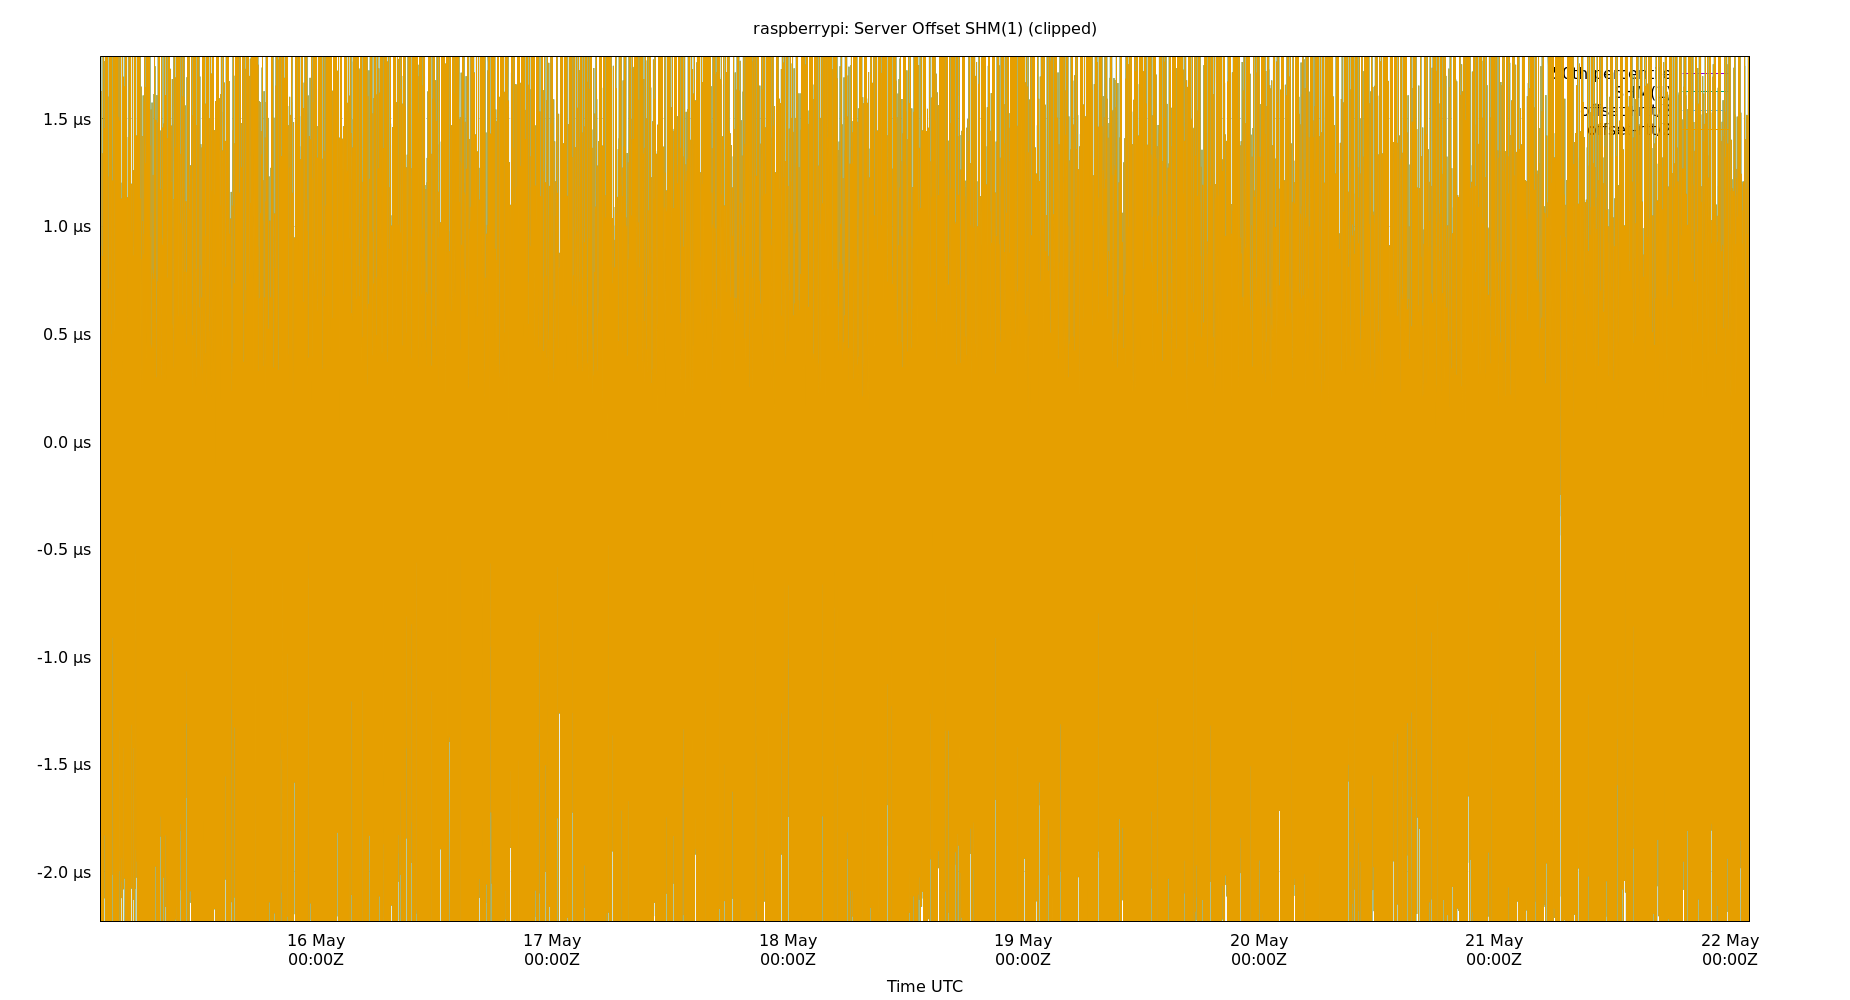 raspberrypi: Server Offset SHM(1) (clipped)
1.5 µs
1.0 µs
0.5 µs
0.0 µs
-0.5 µs
-1.0 µs
-1.5 µs
-2.0 µs
16 May 17 May 18 May 19 May 20 May 21 May 22 May
00:00Z 00:00Z 00:00Z 00:00Z 00:00Z 00:00Z 00:00Z
Time UTC